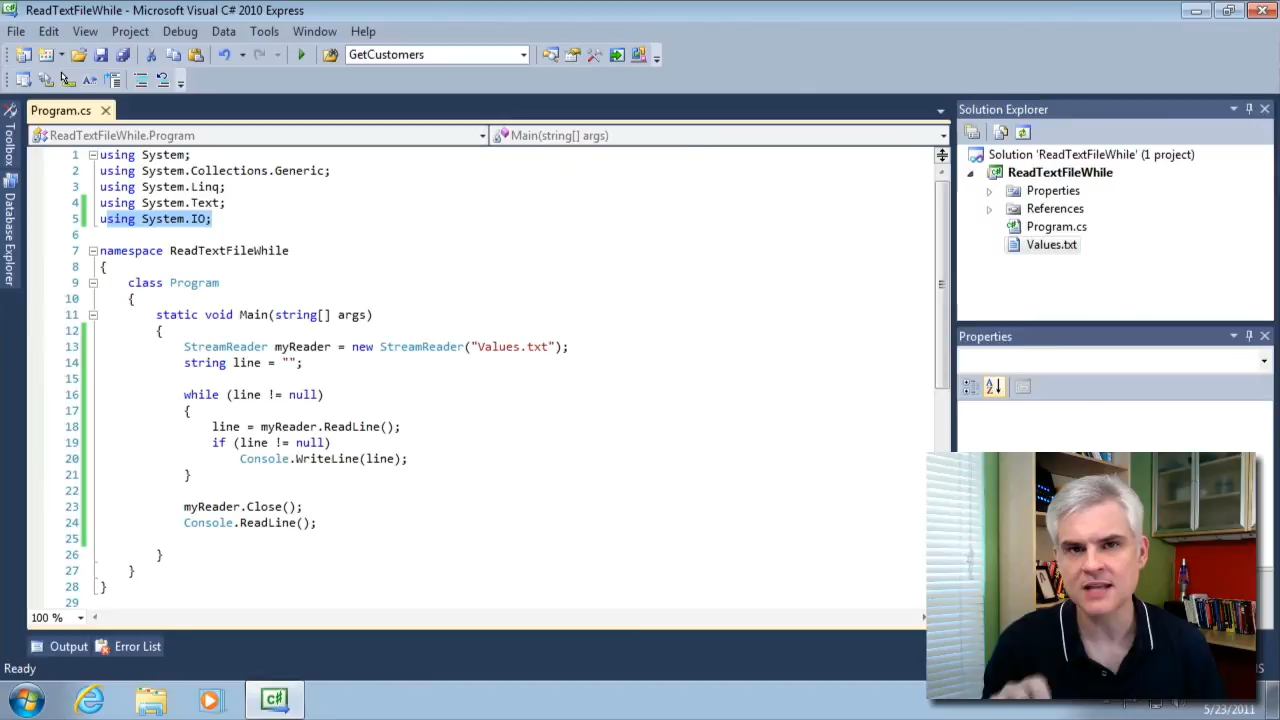 ReadTextFileWhile - Microsoft Visual C# 2010 Express
File Edit View Project Debug Data Tools Window Help
GetCustomers
Program.cs
ReadTextFileWhile.Program
Main(string[] args)
Toolbox
Database Explorer
1 using System;
2 using System.Collections.Generic;
3 using System.Linq;
4 using System.Text;
5 using System.IO;
6
7 namespace ReadTextFileWhile
8 {
9 class Program
10 {
11 static void Main(string[] args)
12 {
13 StreamReader myReader = new StreamReader("Values.txt");
14 string line = "";
15
16 while (line != null)
17 {
18 line = myReader.ReadLine();
19 if (line != null)
20 Console.WriteLine(line);
21 }
22
23 myReader.Close();
24 Console.ReadLine();
25
26 }
27 }
28 }
29
100 %
Solution Explorer
Solution 'ReadTextFileWhile' (1 project)
ReadTextFileWhile
Properties
References
Program.cs
Values.txt
Properties
Output Error List
Ready
C#
5/23/2011